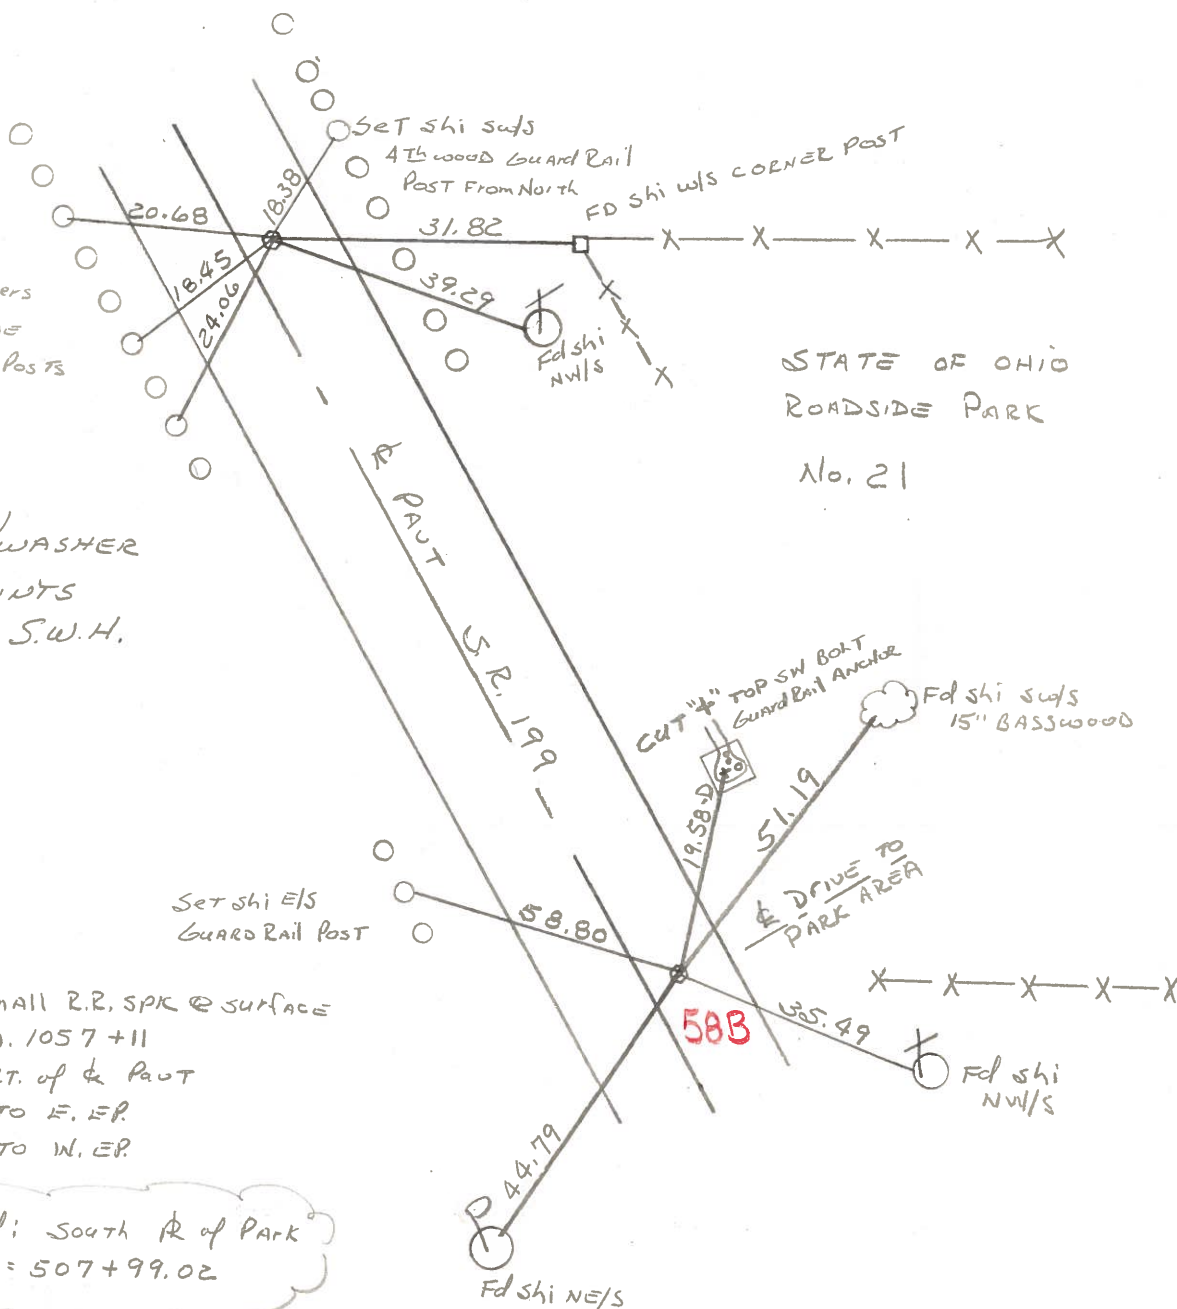 SET shi sw/s
4Th wood Guard Rail
Post From North
FD shi w/s CORNER POST
18.38
20.68
31.82
18.45
24.06
39.29
Fd shi
NW/S
Posts
STATE OF OHIO
ROADSIDE PARK
No. 21
℄ PAVT
S.R. 199
WASHER
S.W.H.
CUT "+" TOP SW BOLT
Guard Rail ANCHOR
Fd shi sw/s
15" BASSWOOD
19.58-D
51.19
℄ DRIVE TO
PARK AREA
Set shi E/S
GUARD Rail POST
58.80
58B
35.49
Fd shi
NW/S
mall R.R. SPK @ SURFACE
1057+11
RT. of ℄ PAVT
TO E. EP.
TO W. EP.
44.79
South ⅊ of PARK
= 507+99.02
Fd shi NE/S